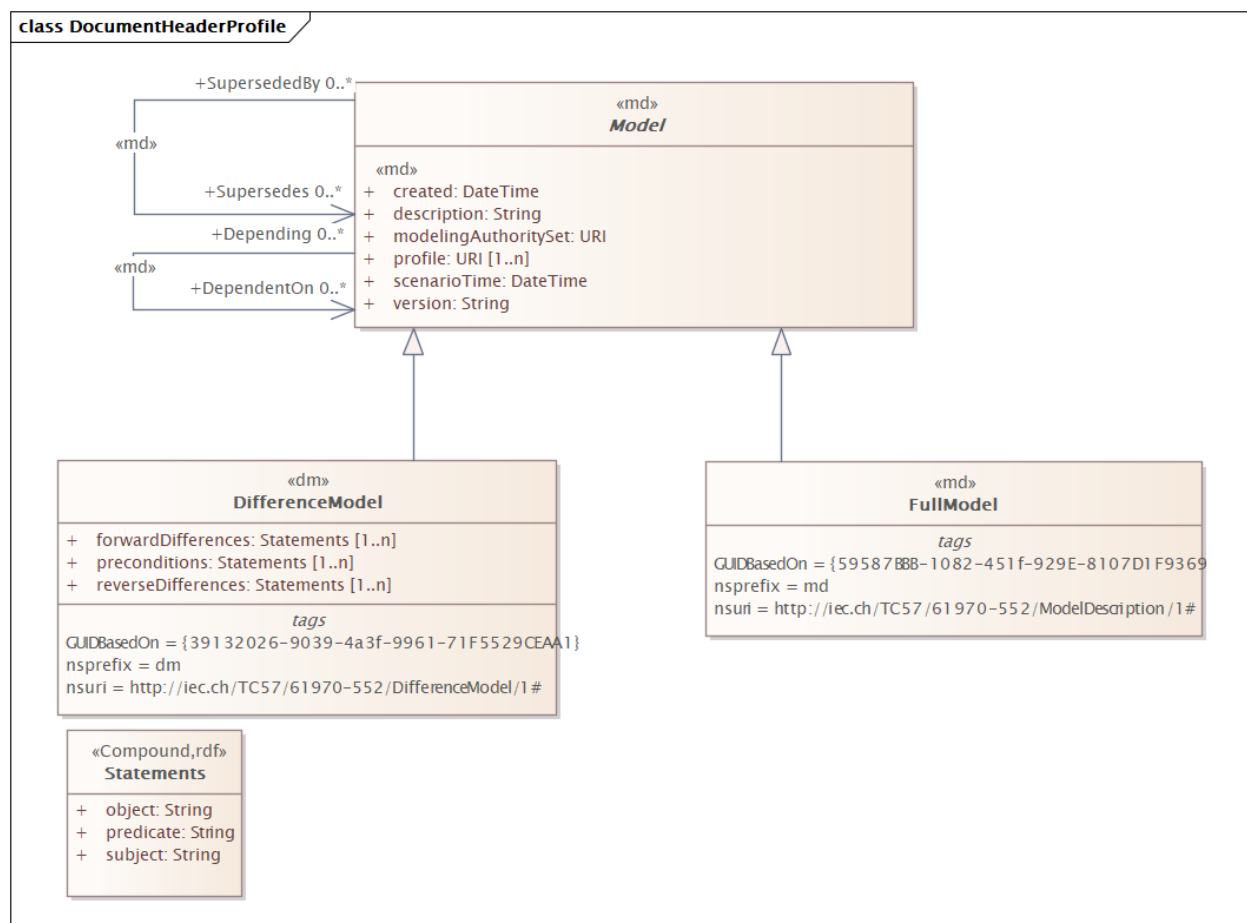 class DocumentHeaderProfile
+SupersededBy 0..*
«md»
+Supersedes 0..*
+Depending 0..*
«md»
+DependentOn 0..*
«md»
Model
«md»
+ created: DateTime
+ description: String
+ modelingAuthoritySet: URI
+ profile: URI [1..n]
+ scenarioTime: DateTime
+ version: String
«dm»
DifferenceModel
+ forwardDifferences: Statements [1..n]
+ preconditions: Statements [1..n]
+ reverseDifferences: Statements [1..n]
tags
GUIDBasedOn = {39132026-9039-4a3f-9961-71F5529CEAA1}
nsprefix = dm
nsuri = http://iec.ch/TC57/61970-552/DifferenceModel/1#
«md»
FullModel
tags
GUIDBasedOn = {59587BBB-1082-451f-929E-8107D1F9369
nsprefix = md
nsuri = http://iec.ch/TC57/61970-552/ModelDescription/1#
«Compound,rdf»
Statements
+ object: String
+ predicate: String
+ subject: String